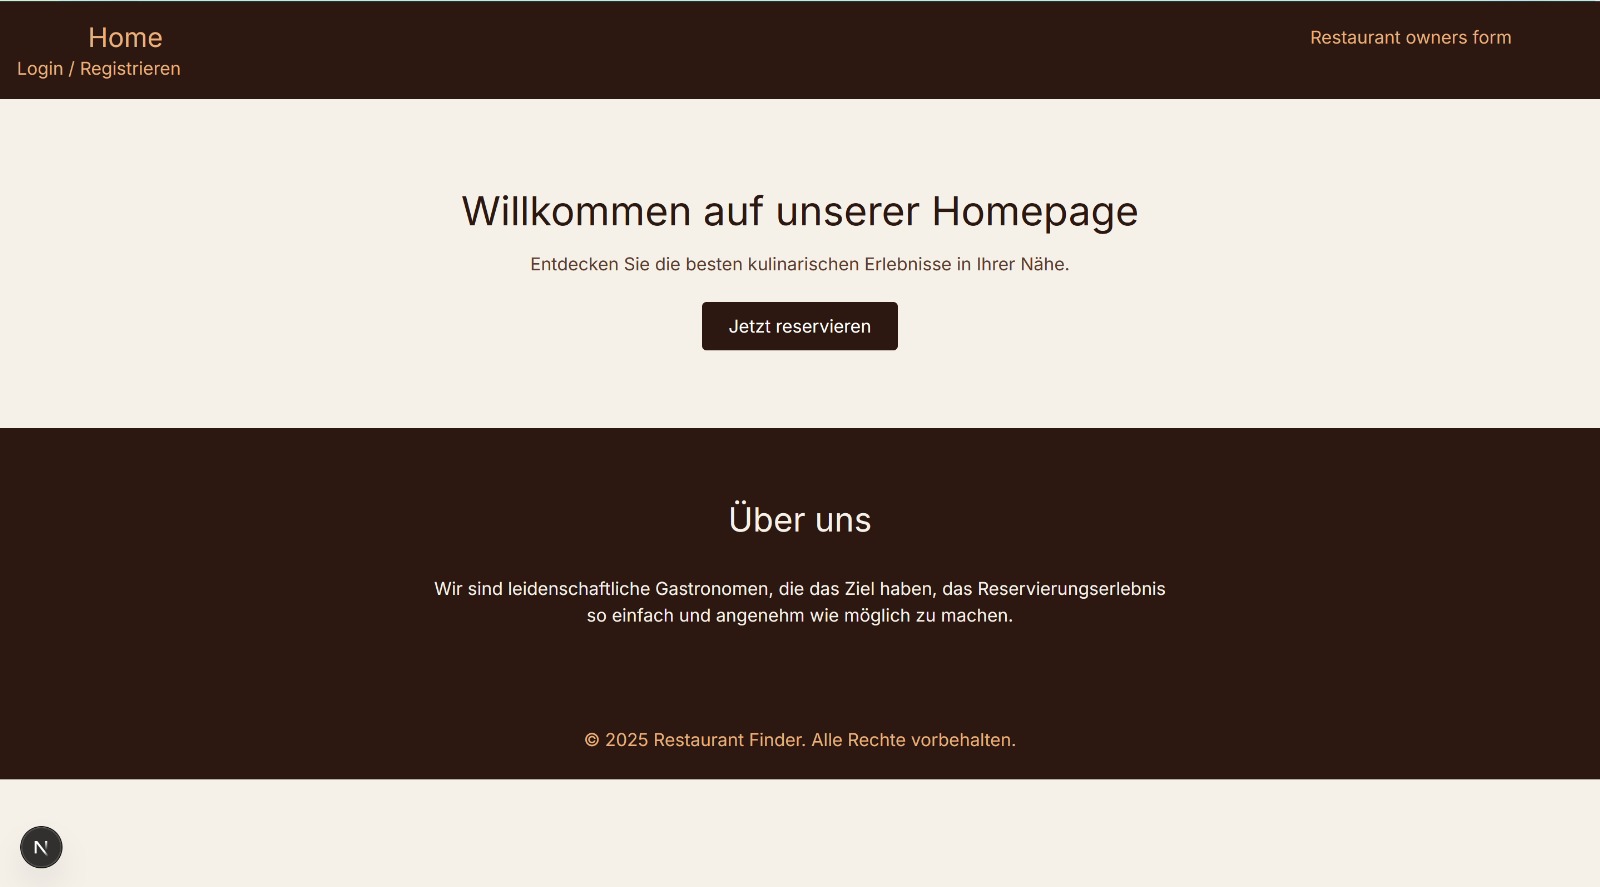 Home
Restaurant owners form
Login / Registrieren
Willkommen auf unserer Homepage
Entdecken Sie die besten kulinarischen Erlebnisse in Ihrer Nähe.
Jetzt reservieren
Über uns
Wir sind leidenschaftliche Gastronomen, die das Ziel haben, das Reservierungserlebnis
so einfach und angenehm wie möglich zu machen.
© 2025 Restaurant Finder. Alle Rechte vorbehalten.
N